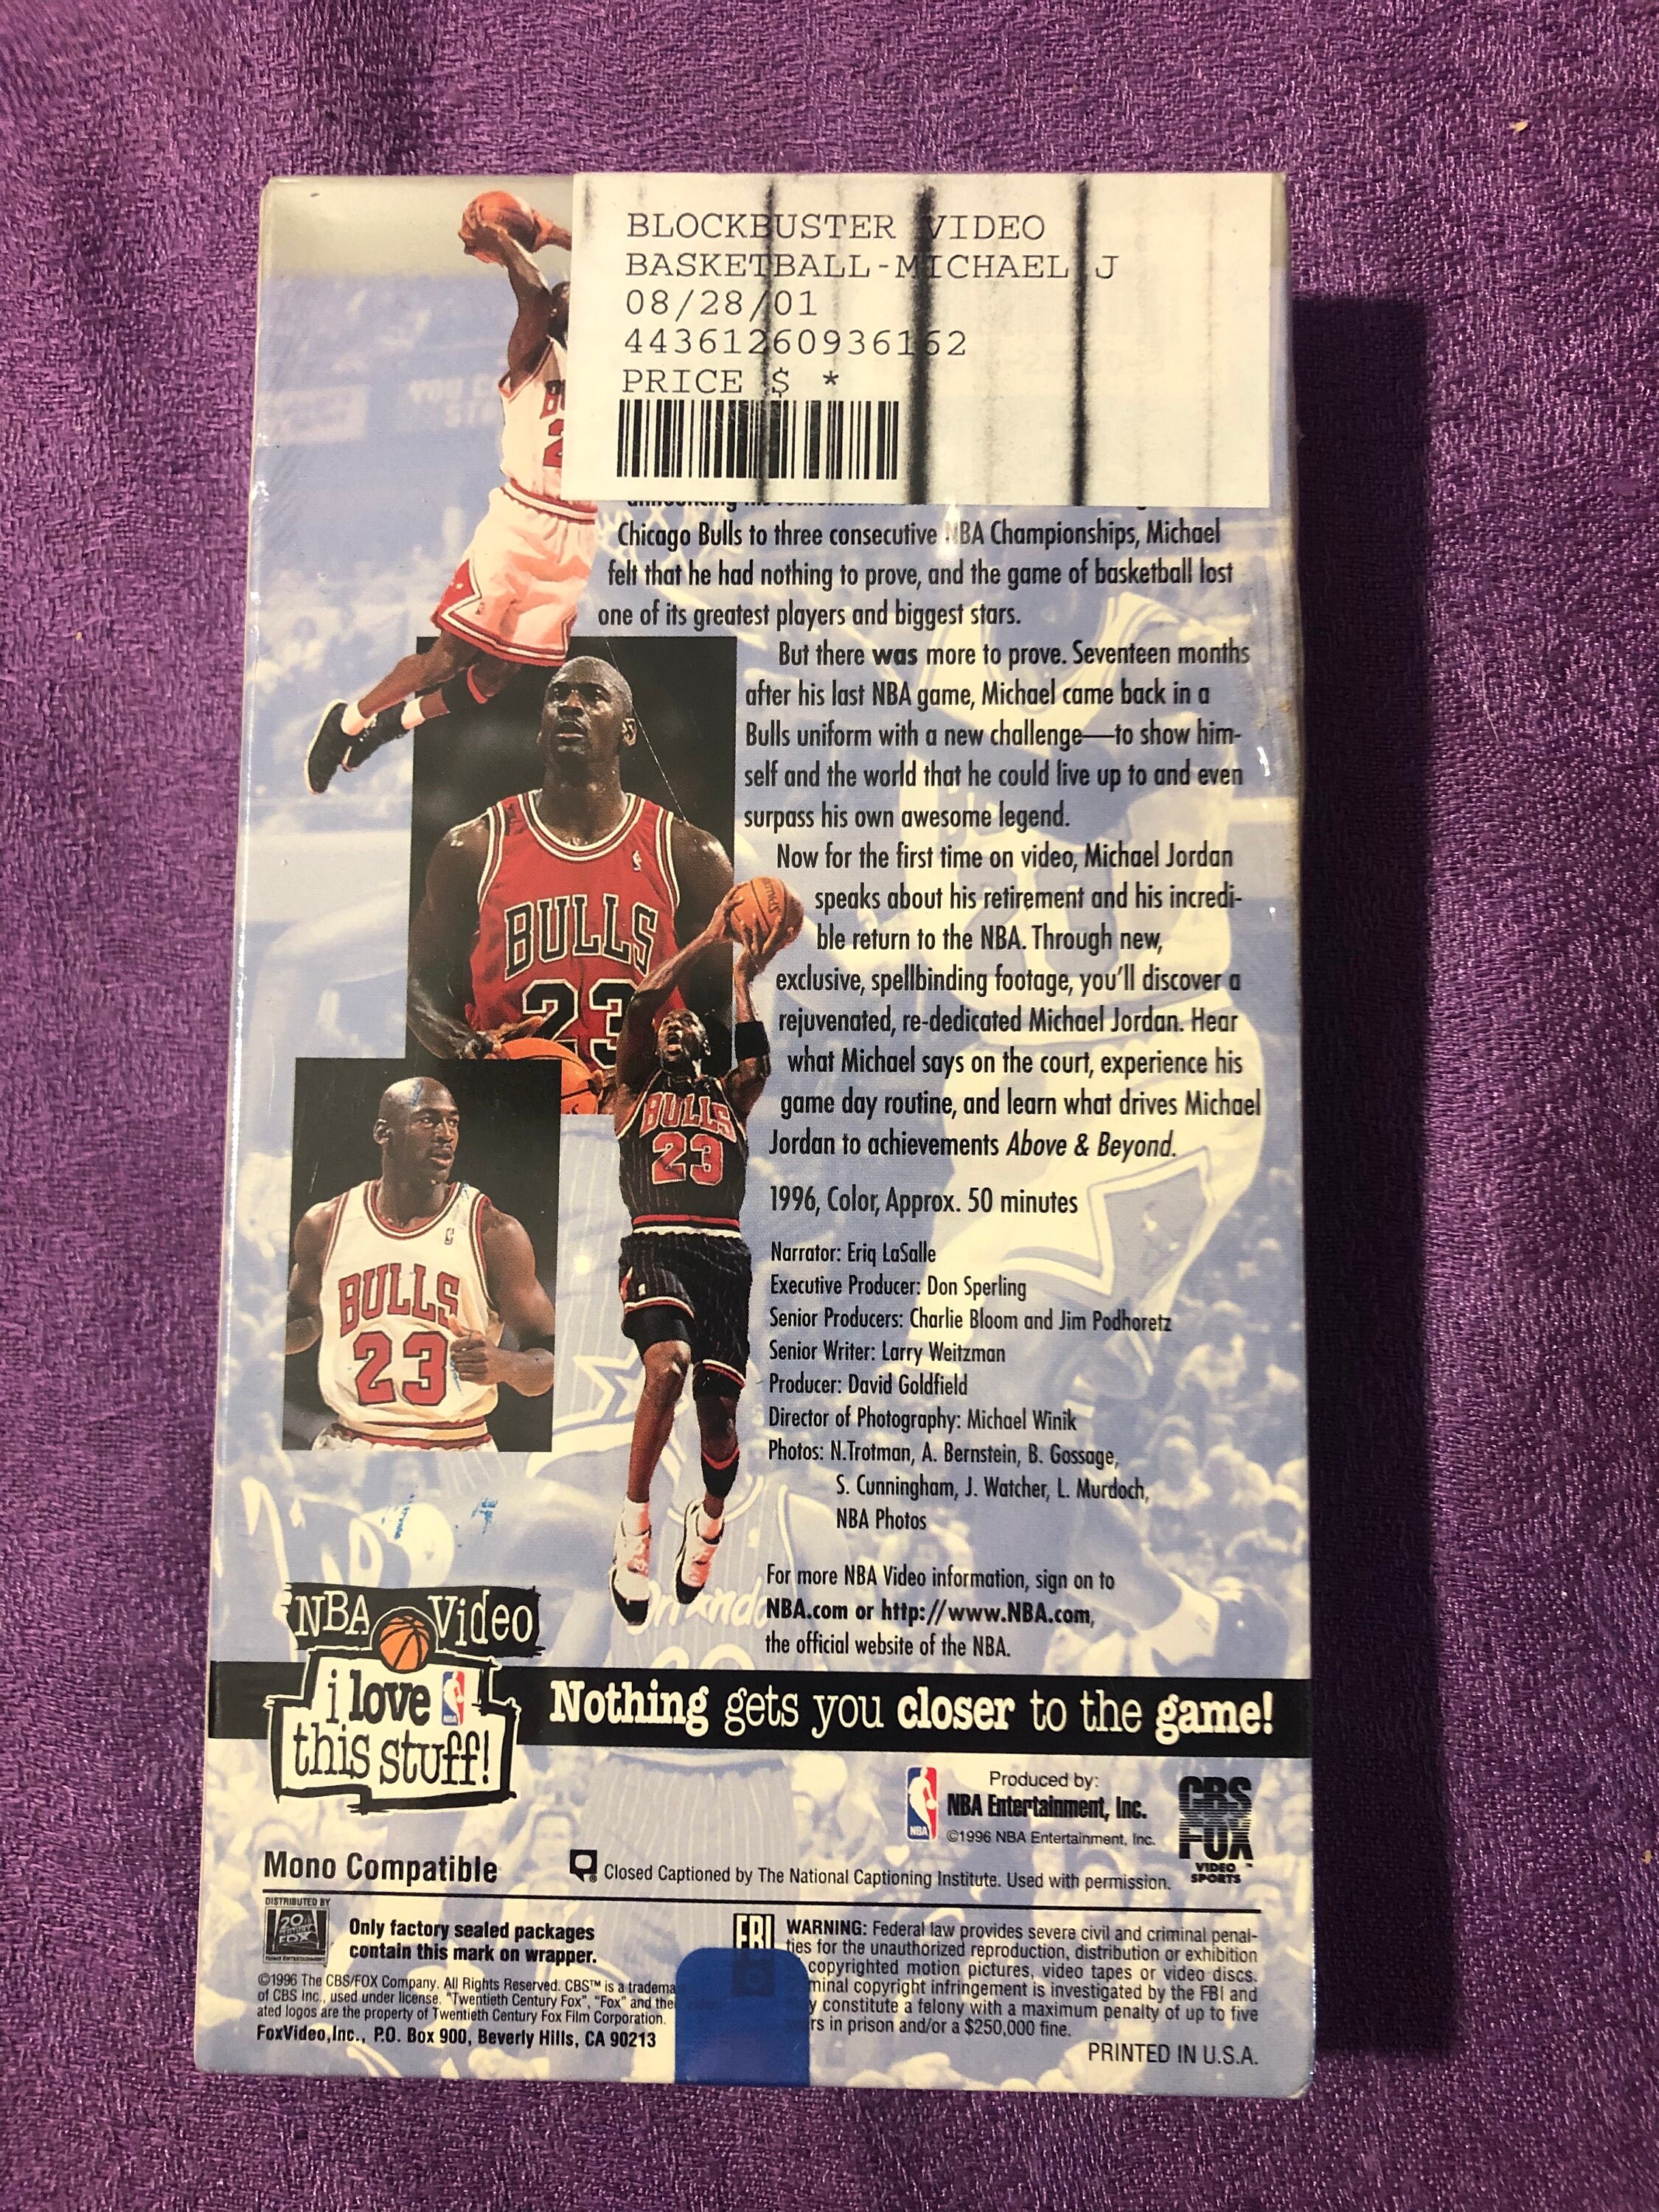 BLOCKBUSTER VIDEO
BASKETBALL-MICHAEL J
08/28/01
44361260936162
PRICE $ *
announcing his
Chicago Bulls to three consecutive NBA Championships, Michael
felt that he had nothing to prove, and the game of basketball lost
one of its greatest players and biggest stars.
But there was more to prove. Seventeen months
after his last NBA game, Michael came back in a
Bulls uniform with a new challenge—to show him-
self and the world that he could live up to and even
surpass his own awesome legend.
Now for the first time on video, Michael Jordan
speaks about his retirement and his incredi-
ble return to the NBA. Through new,
exclusive, spellbinding footage, you'll discover a
rejuvenated, re-dedicated Michael Jordan. Hear
what Michael says on the court, experience his
game day routine, and learn what drives Michael
Jordan to achievements Above & Beyond.
1996, Color, Approx. 50 minutes
Narrator: Eriq LaSalle
Executive Producer: Don Sperling
Senior Producers: Charlie Bloom and Jim Podhoretz
Senior Writer: Larry Weitzman
Producer: David Goldfield
Director of Photography: Michael Winik
Photos: N.Trotman, A. Bernstein, B. Gossage,
S. Cunningham, J. Watcher, L. Murdoch,
NBA Photos
For more NBA Video information, sign on to
NBA.com or http://www.NBA.com,
the official website of the NBA.
BULLS
23
BULLS
23
BULLS
23
NBA Video
i love
this stuff!
Nothing gets you closer to the game!
Produced by:
NBA Entertainment, Inc.
©1996 NBA Entertainment, Inc.
NBA
CBS
FOX
VIDEO
SPORTS™
Mono Compatible
Closed Captioned by The National Captioning Institute. Used with permission.
DISTRIBUTED BY
20th
CENTURY
FOX
HOME ENTERTAINMENT
Only factory sealed packages
contain this mark on wrapper.
©1996 The CBS/FOX Company. All Rights Reserved. CBS™ is a tradema
of CBS Inc., used under license. "Twentieth Century Fox", "Fox" and thei
ated logos are the property of Twentieth Century Fox Film Corporation.
FoxVideo,Inc., P.O. Box 900, Beverly Hills, CA 90213
FBI
WARNING: Federal law provides severe civil and criminal penal-
ties for the unauthorized reproduction, distribution or exhibition
copyrighted motion pictures, video tapes or video discs.
minal copyright infringement is investigated by the FBI and
y constitute a felony with a maximum penalty of up to five
rs in prison and/or a $250,000 fine.
PRINTED IN U.S.A.